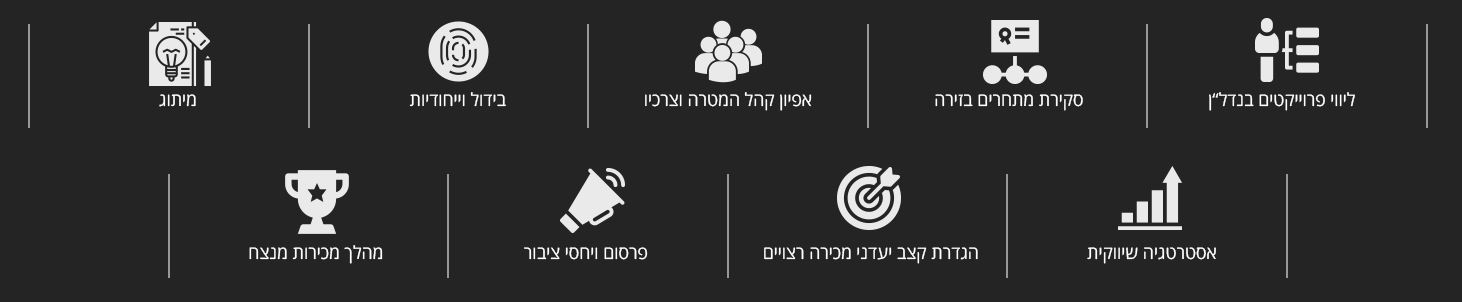 ליווי פרוייקטים בנדל"ן
סקירת מתחרים בזירה
אפיון קהל המטרה וצרכיו
בידול וייחודיות
מיתוג
אסטרטגיה שיווקית
הגדרת קצב יעדני מכירה רצויים
פרסום ויחסי ציבור
מהלך מכירות מנצח